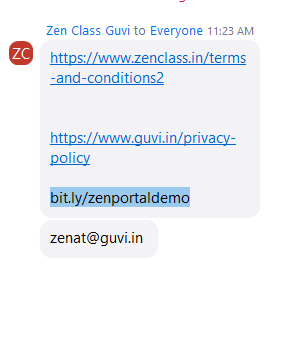 Zen Class Guvi to Everyone 11:23 AM
ZC
https://www.zenclass.in/terms
-and-conditions2
https://www.guvi.in/privacy-
policy
bit.ly/zenportaldemo
zenat@guvi.in